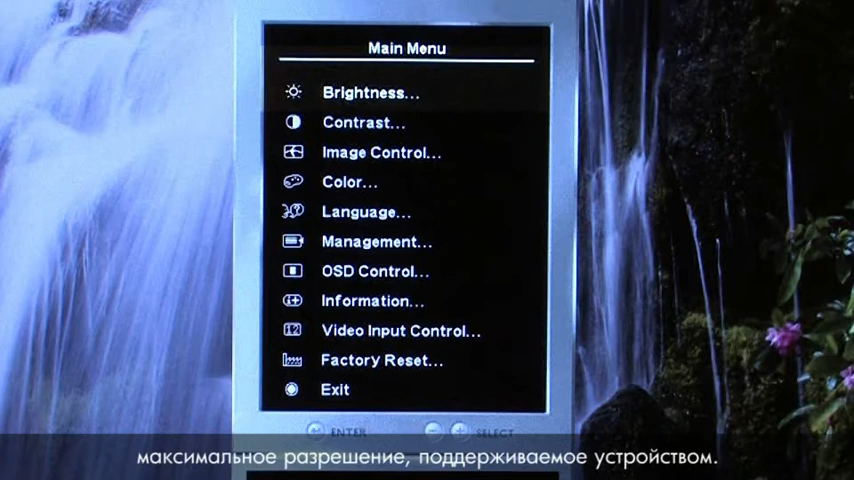 Main Menu
Brightness...
Contrast...
Image Control...
Color...
Language...
Management...
OSD Control...
Information...
Video Input Control...
Factory Reset...
Exit
ENTER
SELECT
максимальное разрешение, поддерживаемое устройством.